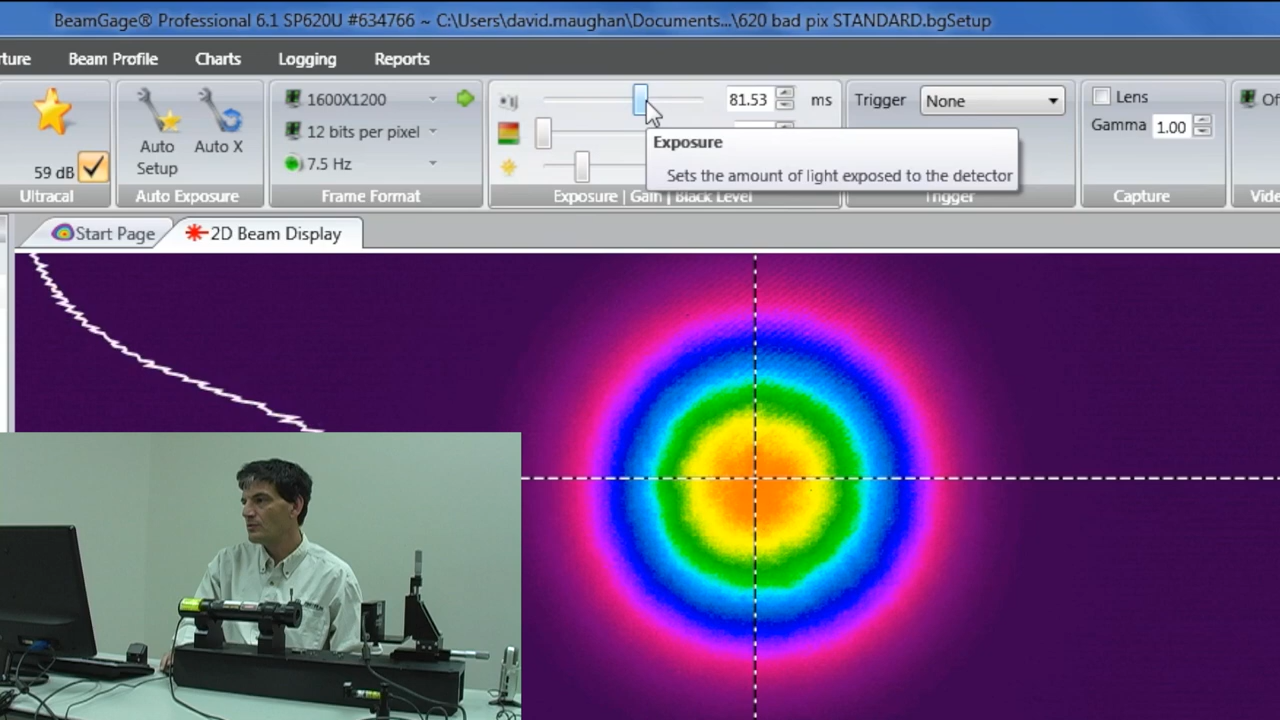 BeamGage® Professional 6.1 SP620U #634766 ~ C:\Users\david.maughan\Documents...\620 bad pix STANDARD.bgSetup
rture Beam Profile Charts Logging Reports
59 dB
Ultracal
Auto Setup
Auto X
Auto Exposure
1600X1200
12 bits per pixel
7.5 Hz
Frame Format
81.53 ms
Exposure
Sets the amount of light exposed to the detector
Exposure | Gain | Black Level
Trigger None
Trigger
Lens
Gamma 1.00
Capture
Of
Vide
Start Page
2D Beam Display